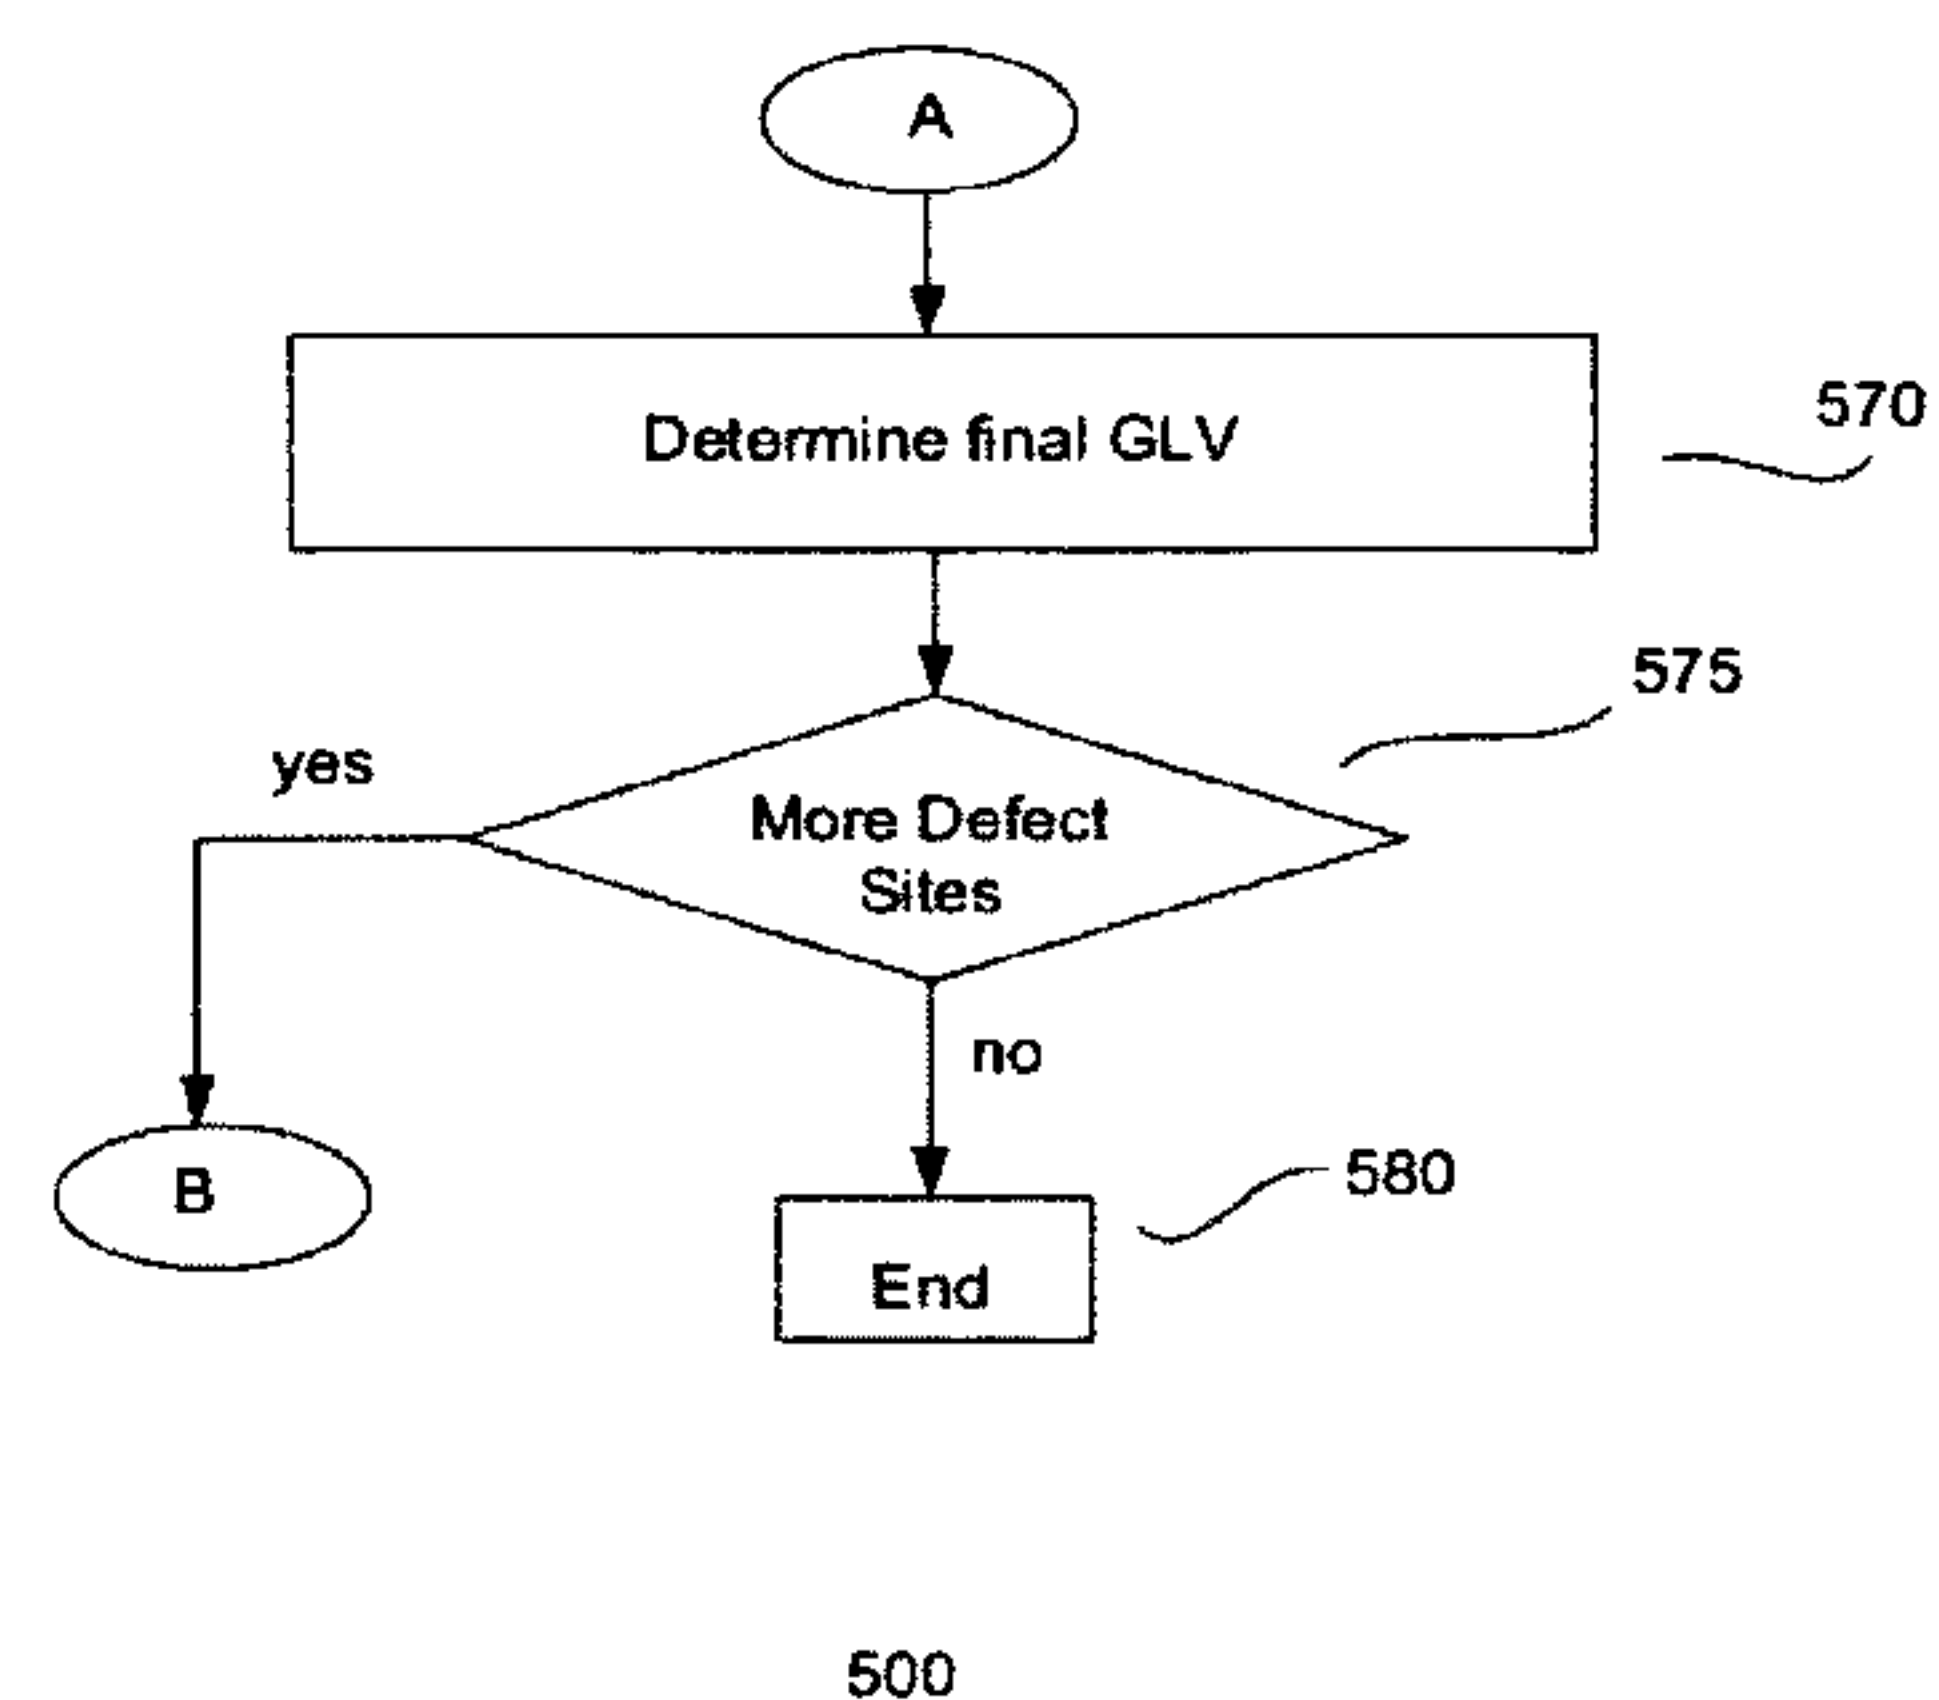 A
Determine final GLV
570
575
yes
More Defect
Sites
no
B
580
End
500